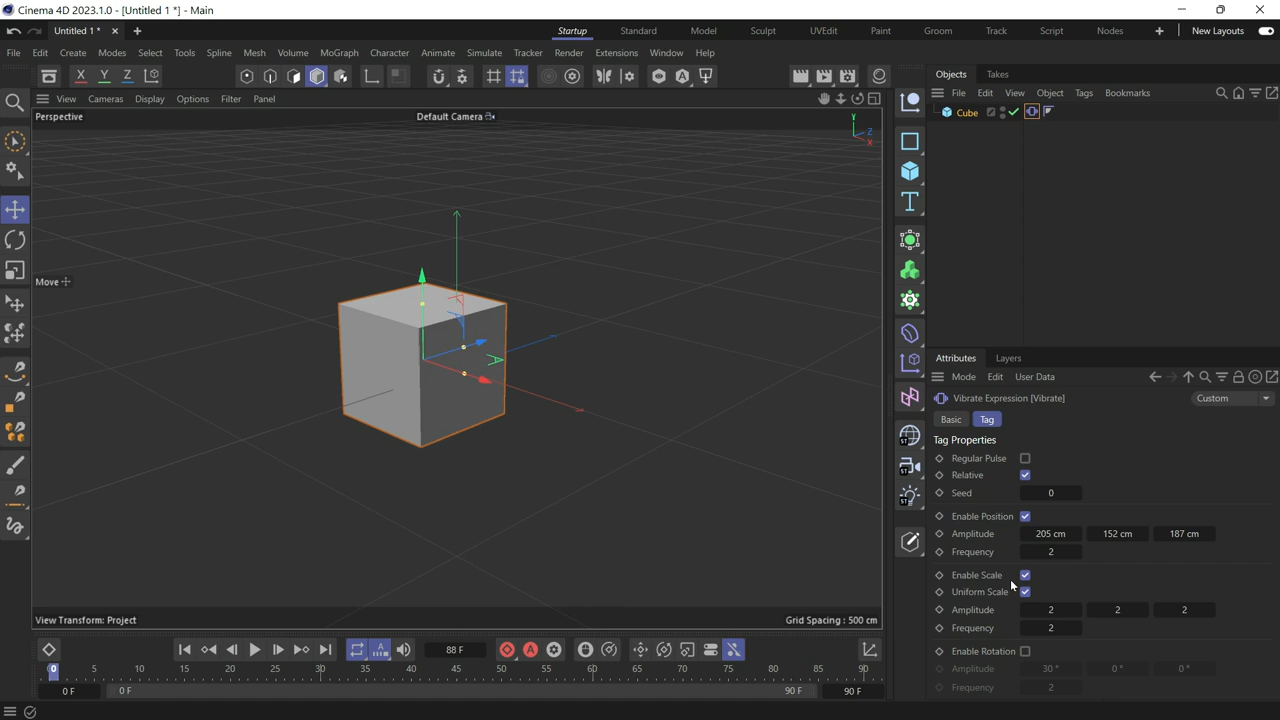 Cinema 4D 2023.1.0 - [Untitled 1 *] - Main
Untitled 1 *
Startup Standard Model Sculpt UVEdit Paint Groom Track Script Nodes New Layouts
File Edit Create Modes Select Tools Spline Mesh Volume MoGraph Character Animate Simulate Tracker Render Extensions Window Help
X Y Z
Objects Takes
View Cameras Display Options Filter Panel
File Edit View Object Tags Bookmarks
Perspective
Default Camera
Y
Z
X
Cube
Move
Attributes Layers
Mode Edit User Data
Vibrate Expression [Vibrate]
Custom
Basic Tag
Tag Properties
Regular Pulse
Relative
Seed 0
Enable Position
Amplitude 205 cm 152 cm 187 cm
Frequency 2
Enable Scale
Uniform Scale
Amplitude 2 2 2
Frequency 2
Enable Rotation
Amplitude 30 ° 0 ° 0 °
Frequency 2
View Transform: Project
Grid Spacing : 500 cm
88 F
0 5 10 15 20 25 30 35 40 45 50 55 60 65 70 75 80 85 90
0 F 0 F 90 F 90 F